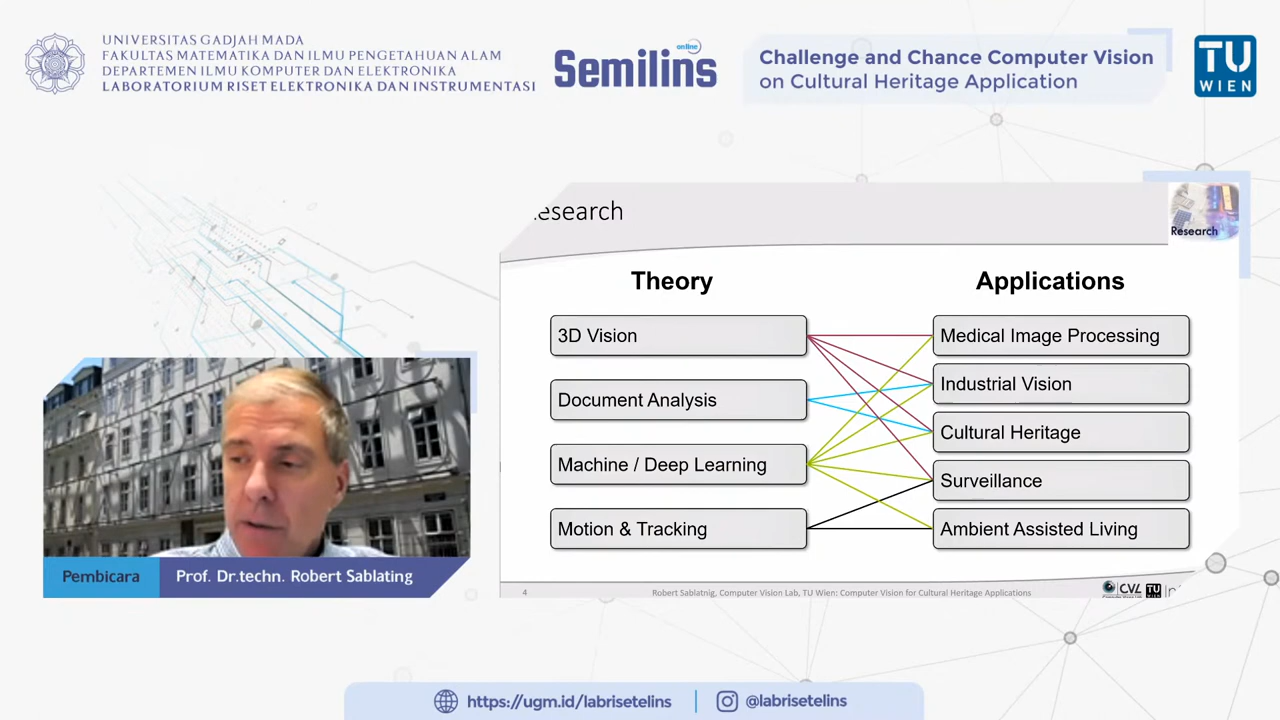 UNIVERSITAS GADJAH MADA
FAKULTAS MATEMATIKA DAN ILMU PENGETAHUAN ALAM
DEPARTEMEN ILMU KOMPUTER DAN ELEKTRONIKA
LABORATORIUM RISET ELEKTRONIKA DAN INSTRUMENTASI
online
Semilins
Challenge and Chance Computer Vision
on Cultural Heritage Application
TU
WIEN
esearch
Research
Theory
Applications
3D Vision
Document Analysis
Machine / Deep Learning
Motion & Tracking
Medical Image Processing
Industrial Vision
Cultural Heritage
Surveillance
Ambient Assisted Living
4
Robert Sablatnig, Computer Vision Lab, TU Wien: Computer Vision for Cultural Heritage Applications
CVL
TU
Pembicara
Prof. Dr.techn. Robert Sablating
https://ugm.id/labrisetelins
@labrisetelins